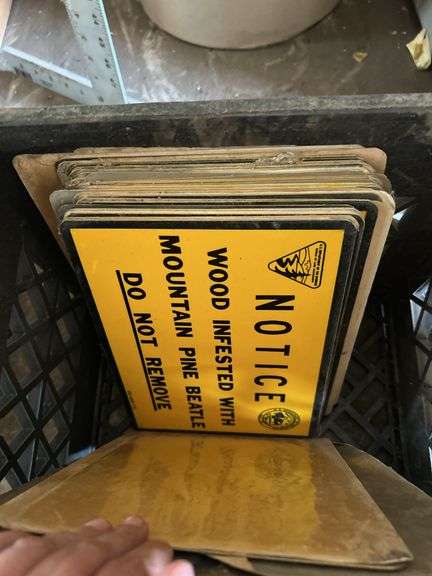 NOTICE
WOOD INFESTED WITH
MOUNTAIN PINE BEATLE
DO NOT REMOVE